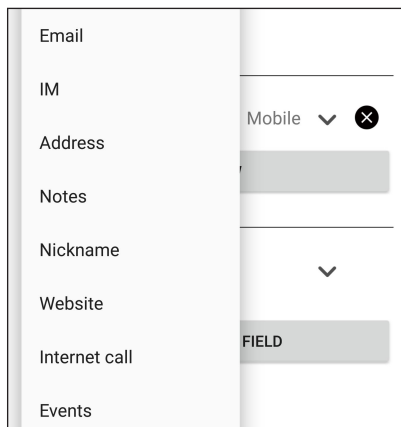 Email
IM
Mobile
Address
Notes
Nickname
Website
FIELD
Internet call
Events